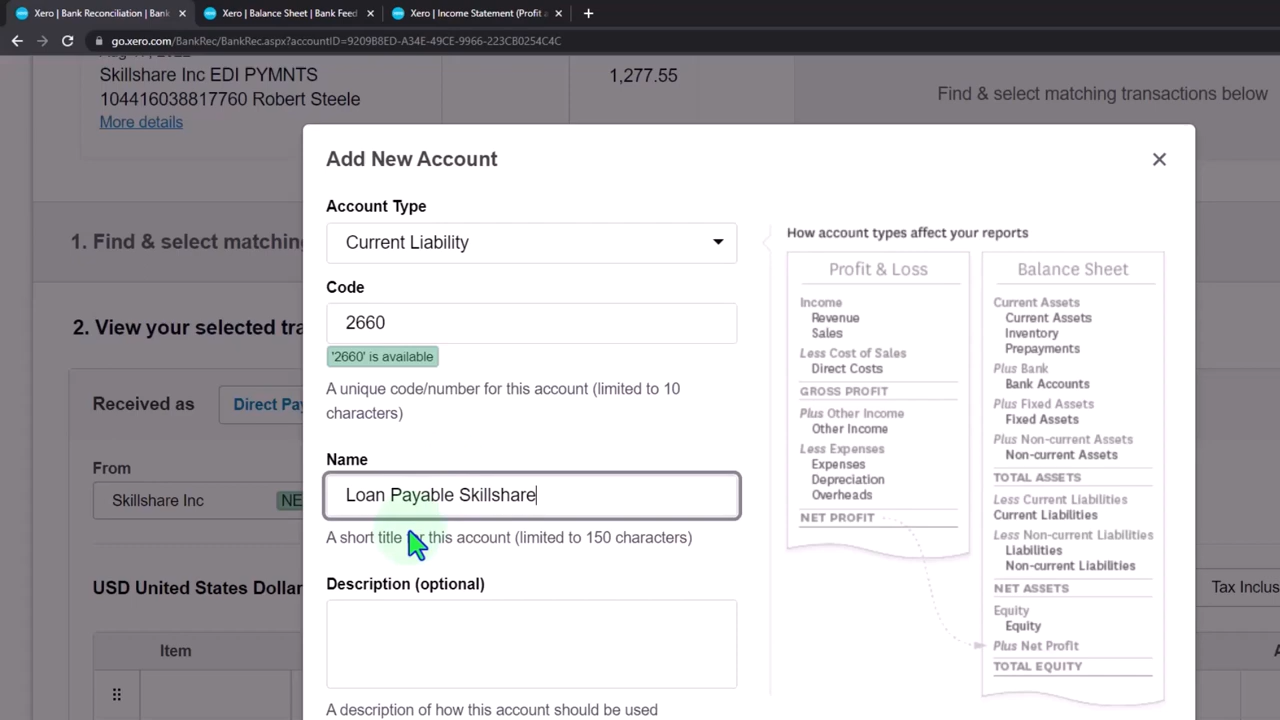 Xero | Bank Reconciliation | Bank
Xero | Balance Sheet | Bank Feed
Xero | Income Statement (Profit a
go.xero.com/BankRec/BankRec.aspx?accountID=9209B8ED-A34E-49CE-9966-223CB0254C4C
Skillshare Inc EDI PYMNTS
104416038817760 Robert Steele
More details
1,277.55
Find & select matching transactions below
1. Find & select matchin
2. View your selected tra
Received as
Direct Pay
From
Skillshare Inc
NE
USD United States Dollar
Item
Tax Inclus
A
Add New Account
Account Type
Current Liability
Code
2660
'2660' is available
A unique code/number for this account (limited to 10
characters)
Name
Loan Payable Skillshare
A short title for this account (limited to 150 characters)
Description (optional)
A description of how this account should be used
How account types affect your reports
Profit & Loss
Income
Revenue
Sales
Less Cost of Sales
Direct Costs
GROSS PROFIT
Plus Other Income
Other Income
Less Expenses
Expenses
Depreciation
Overheads
NET PROFIT
Balance Sheet
Current Assets
Current Assets
Inventory
Prepayments
Plus Bank
Bank Accounts
Plus Fixed Assets
Fixed Assets
Plus Non-current Assets
Non-current Assets
TOTAL ASSETS
Less Current Liabilities
Current Liabilities
Less Non-current Liabilities
Liabilities
Non-current Liabilities
NET ASSETS
Equity
Equity
Plus Net Profit
TOTAL EQUITY